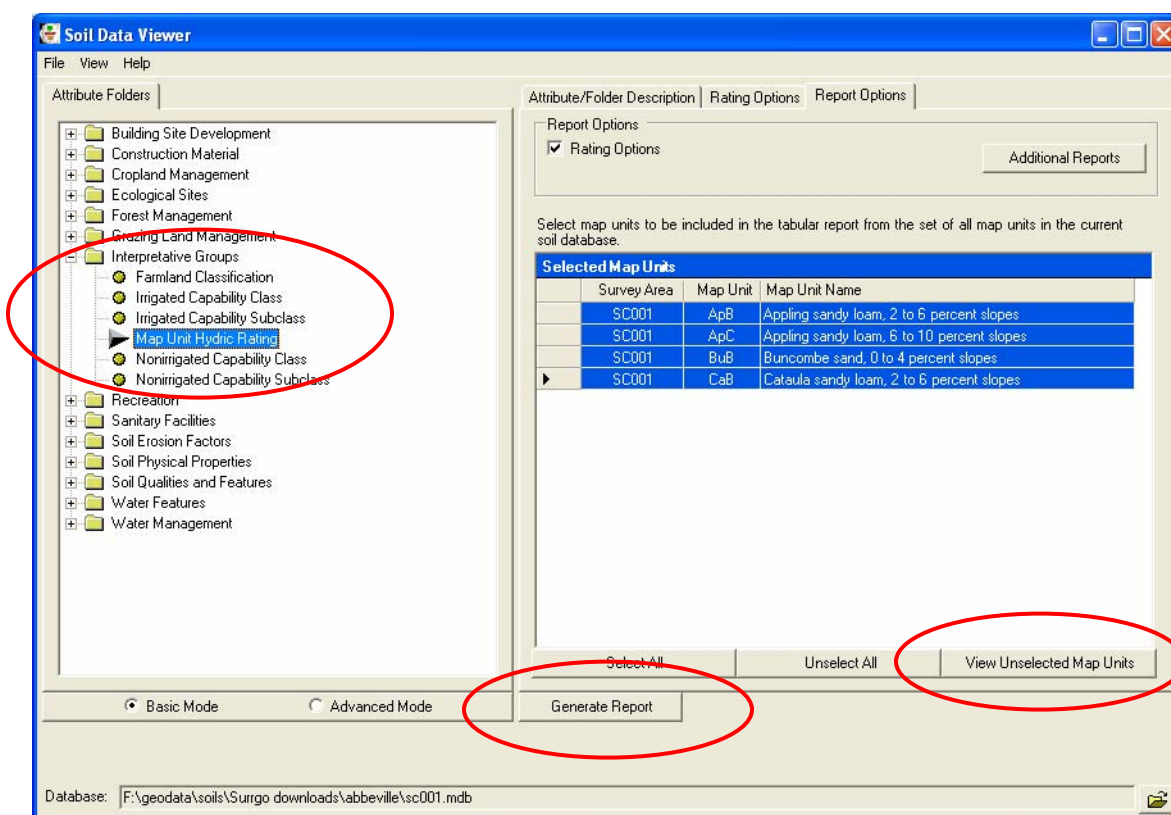 Soil Data Viewer
File View Help
Attribute Folders
Building Site Development
Construction Material
Cropland Management
Ecological Sites
Forest Management
Grazing Land Management
Interpretative Groups
Farmland Classification
Irrigated Capability Class
Irrigated Capability Subclass
Map Unit Hydric Rating
Nonirrigated Capability Class
Nonirrigated Capability Subclass
Recreation
Sanitary Facilities
Soil Erosion Factors
Soil Physical Properties
Soil Qualities and Features
Water Features
Water Management
Basic Mode Advanced Mode
Attribute/Folder Description Rating Options Report Options
Report Options
Rating Options
Additional Reports
Select map units to be included in the tabular report from the set of all map units in the current
soil database.
Selected Map Units
Survey Area Map Unit Map Unit Name
SC001 ApB Appling sandy loam, 2 to 6 percent slopes
SC001 ApC Appling sandy loam, 6 to 10 percent slopes
SC001 BuB Buncombe sand, 0 to 4 percent slopes
SC001 CaB Cataula sandy loam, 2 to 6 percent slopes
Select All Unselect All View Unselected Map Units
Generate Report
Database: F:\geodata\soils\Surrgo downloads\abbeville\sc001.mdb